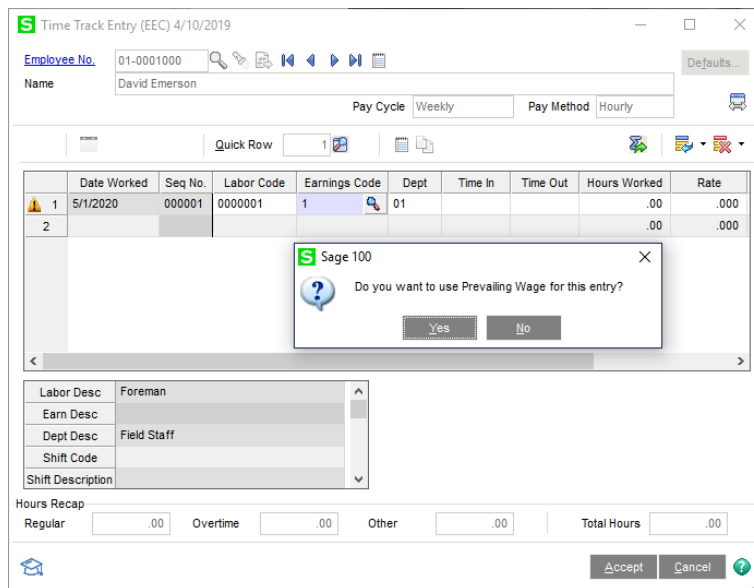 S Time Track Entry (EEC) 4/10/2019
Employee No. 01-0001000 Defaults...
Name David Emerson
Pay Cycle Weekly Pay Method Hourly
Quick Row 1
Date Worked Seq No. Labor Code Earnings Code Dept Time In Time Out Hours Worked Rate
1 5/1/2020 000001 0000001 1 01 .00 .000
2 .00 .000
S Sage 100
Do you want to use Prevailing Wage for this entry?
Yes No
Labor Desc Foreman
Earn Desc
Dept Desc Field Staff
Shift Code
Shift Description
Hours Recap
Regular .00 Overtime .00 Other .00 Total Hours .00
Accept Cancel